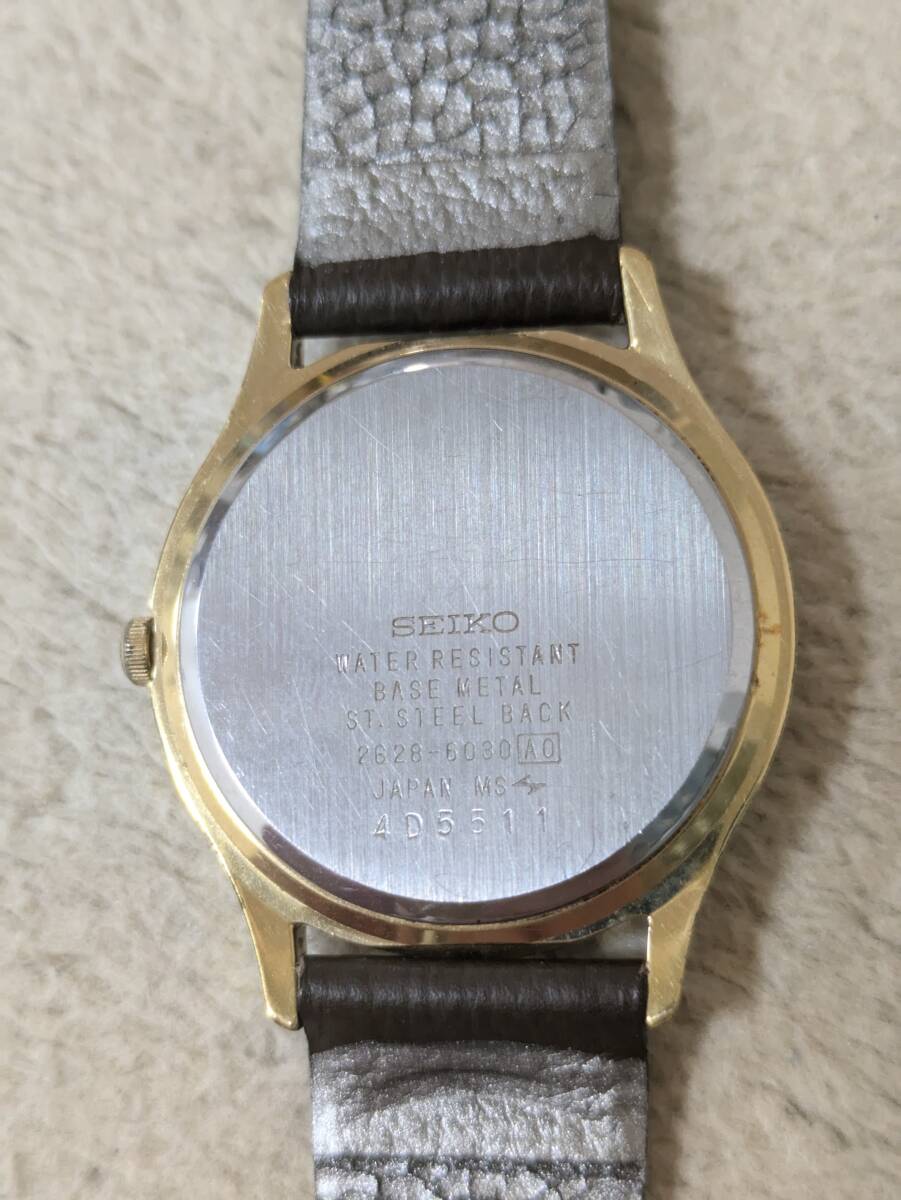 SEIKO
WATER RESISTANT
BASE METAL
ST. STEEL BACK
2628-6030 A0
JAPAN MS
4D5511